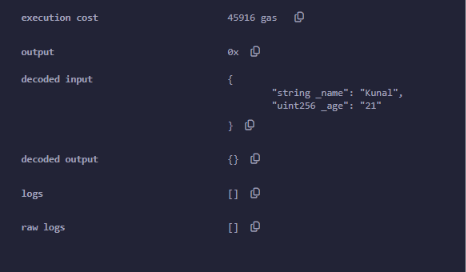 execution cost 45916 gas
output 0x
decoded input {
"string _name": "Kunal",
"uint256 _age": "21"
}
decoded output {}
logs []
raw logs []